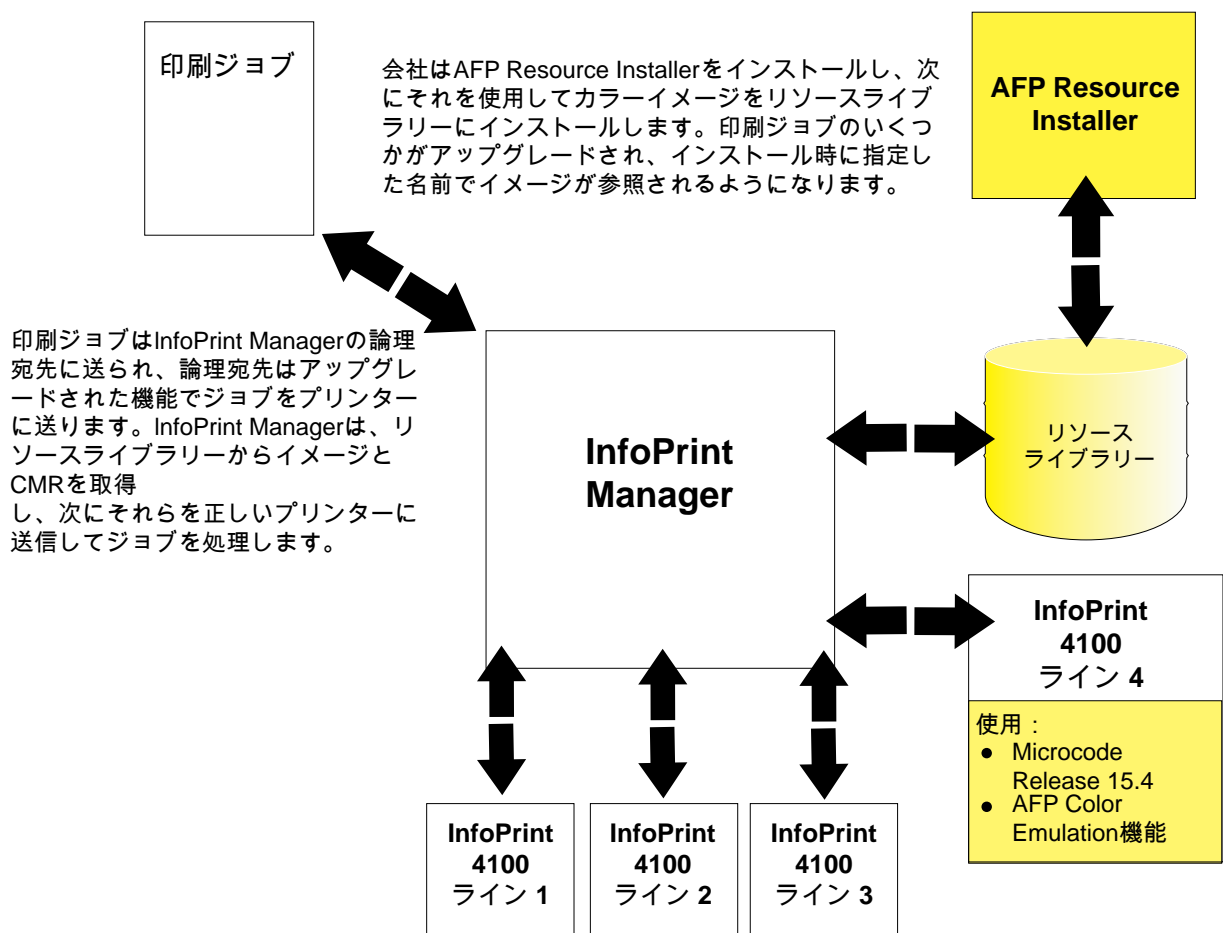 印刷ジョブ
会社はAFP Resource Installerをインストールし、次
にそれを使用してカラーイメージをリソースライブ
ラリーにインストールします。印刷ジョブのいくつ
かがアップグレードされ、インストール時に指定し
た名前でイメージが参照されるようになります。
AFP Resource
Installer
印刷ジョブはInfoPrint Managerの論理
宛先に送られ、論理宛先はアップグレ
ードされた機能でジョブをプリンター
に送ります。InfoPrint Managerは、リ
ソースライブラリーからイメージと
CMRを取得
し、次にそれらを正しいプリンターに
送信してジョブを処理します。
InfoPrint
Manager
リソース
ライブラリー
InfoPrint
4100
ライン 4
使用：
● Microcode
Release 15.4
● AFP Color
Emulation機能
InfoPrint
4100
ライン 1
InfoPrint
4100
ライン 2
InfoPrint
4100
ライン 3